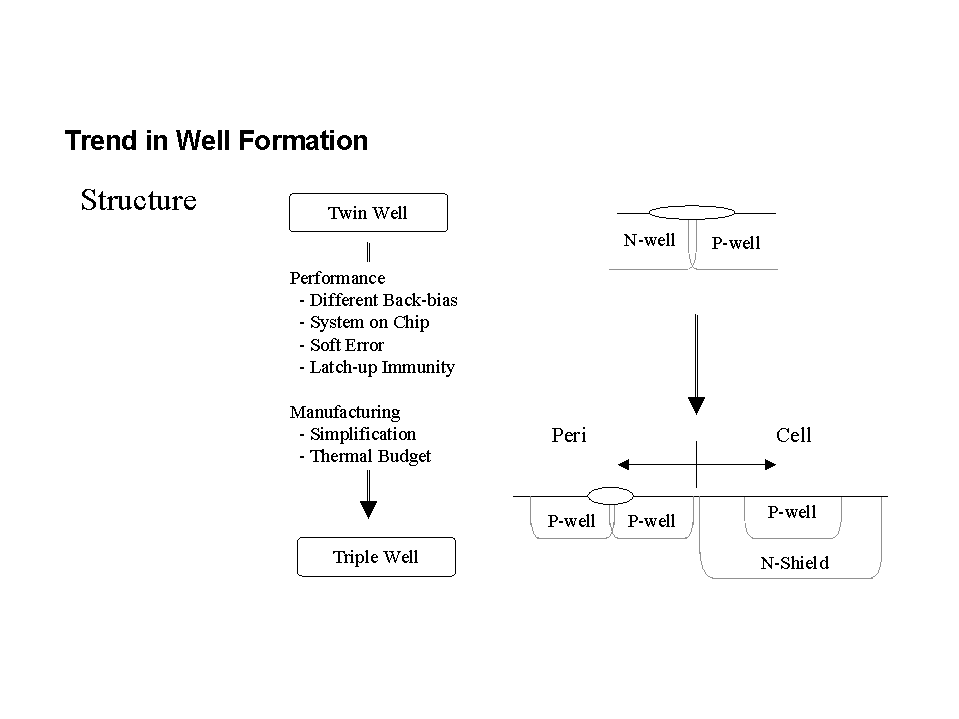 Trend in Well Formation
Structure
Twin Well
Performance
- Different Back-bias
- System on Chip
- Soft Error
- Latch-up Immunity
Manufacturing
- Simplification
- Thermal Budget
Triple Well
N-well P-well
Peri Cell
P-well P-well P-well
N-Shield